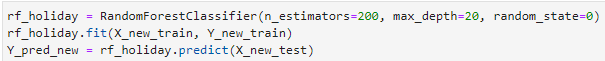 rf_holiday = RandomForestClassifier(n_estimators=200, max_depth=20, random_state=0)
rf_holiday.fit(X_new_train, Y_new_train)
Y_pred_new = rf_holiday.predict(X_new_test)